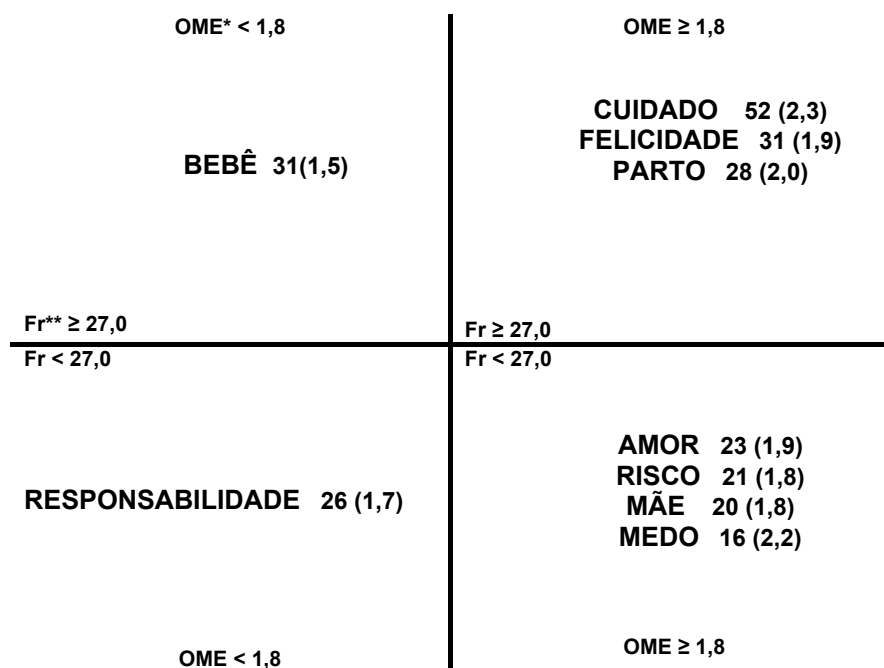 OME* < 1,8
BEBÊ 31(1,5)
Fr** ≥ 27,0
OME ≥ 1,8
CUIDADO 52 (2,3)
FELICIDADE 31 (1,9)
PARTO 28 (2,0)
Fr ≥ 27,0
Fr < 27,0
RESPONSABILIDADE 26 (1,7)
OME < 1,8
Fr < 27,0
AMOR 23 (1,9)
RISCO 21 (1,8)
MÃE 20 (1,8)
MEDO 16 (2,2)
OME ≥ 1,8